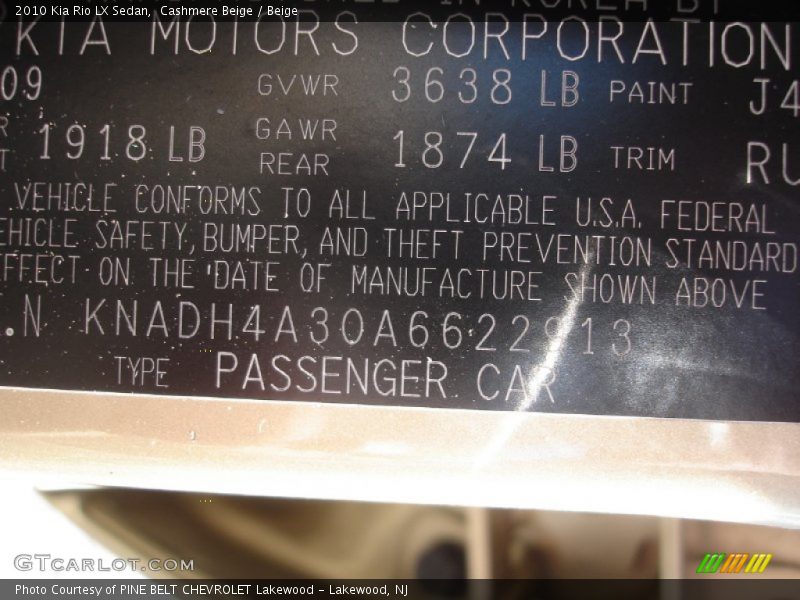 2010 Kia Rio LX Sedan, Cashmere Beige / Beige
KIA MOTORS CORPORATION
09 GVWR 3638 LB PAINT J4
1918 LB GAWR REAR 1874 LB TRIM RU
VEHICLE CONFORMS TO ALL APPLICABLE U.S.A. FEDERAL
EHICLE SAFETY, BUMPER, AND THEFT PREVENTION STANDARD
FFECT ON THE DATE OF MANUFACTURE SHOWN ABOVE
.N KNADH4A30A6622913
TYPE PASSENGER CAR
GTCARLOT.COM
Photo Courtesy of PINE BELT CHEVROLET Lakewood - Lakewood, NJ